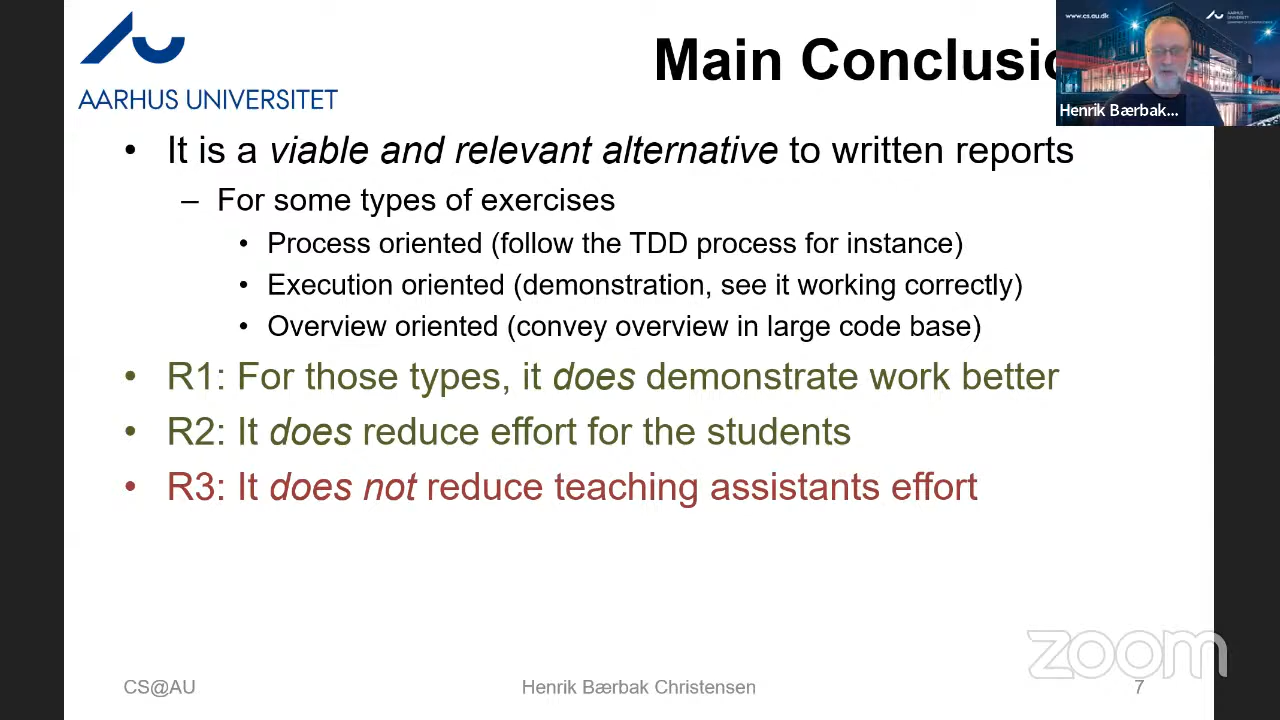 AARHUS UNIVERSITET
Main Conclusio
www.cs.au.dk
AARHUS
UNIVERSITY
Henrik Bærbak...
• It is a viable and relevant alternative to written reports
– For some types of exercises
• Process oriented (follow the TDD process for instance)
• Execution oriented (demonstration, see it working correctly)
• Overview oriented (convey overview in large code base)
• R1: For those types, it does demonstrate work better
• R2: It does reduce effort for the students
• R3: It does not reduce teaching assistants effort
zoom
CS@AU
Henrik Bærbak Christensen
7